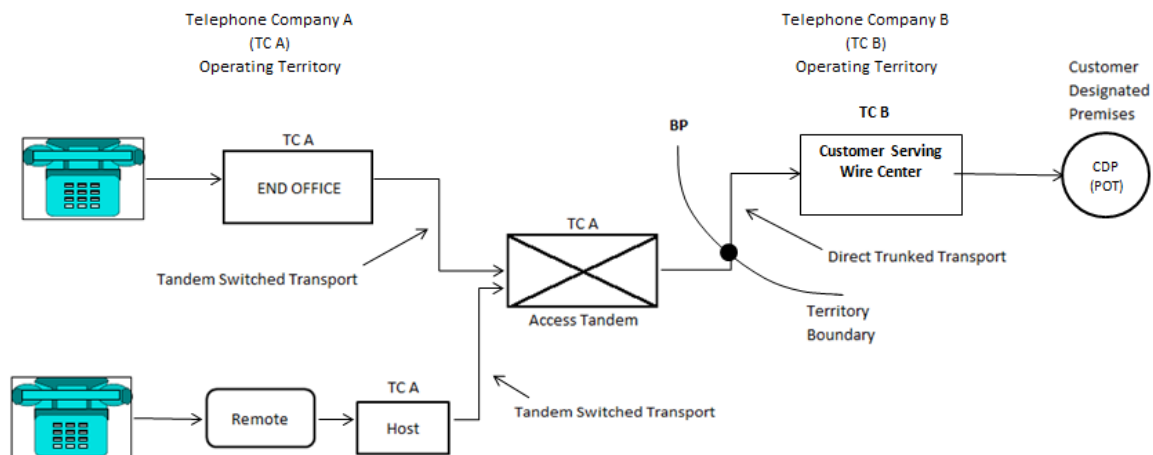 Telephone Company A
(TC A)
Operating Territory
Telephone Company B
(TC B)
Operating Territory
Customer
Designated
Premises
TC A
END OFFICE
BP
TC B
Customer Serving
Wire Center
CDP
(POT)
Tandem Switched Transport
TC A
Access Tandem
Direct Trunked Transport
Territory
Boundary
Remote
TC A
Host
Tandem Switched Transport